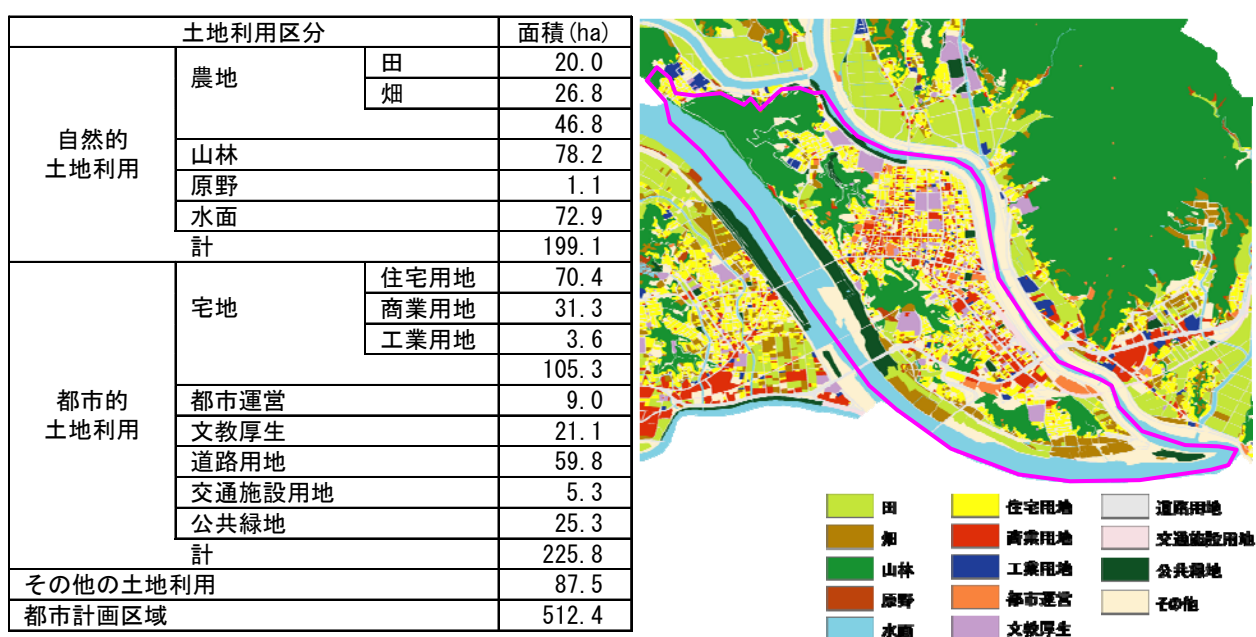 土地利用区分 面積(ha)
自然的
土地利用
農地
田 20.0
畑 26.8
46.8
山林 78.2
原野 1.1
水面 72.9
計 199.1
都市的
土地利用
宅地
住宅用地 70.4
商業用地 31.3
工業用地 3.6
105.3
都市運営 9.0
文教厚生 21.1
道路用地 59.8
交通施設用地 5.3
公共緑地 25.3
計 225.8
その他の土地利用 87.5
都市計画区域 512.4
田 住宅用地 道路用地
畑 商業用地 交通施設用地
山林 工業用地 公共緑地
原野 都市運営 その他
水面 文教厚生